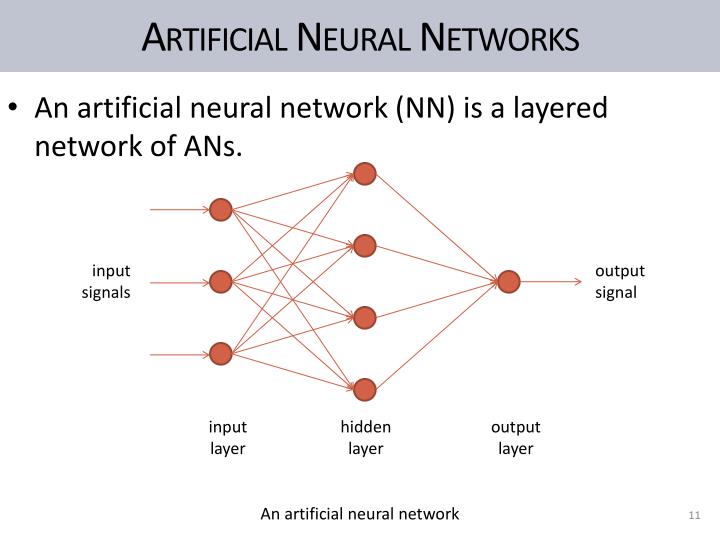 ARTIFICIAL NEURAL NETWORKS
• An artificial neural network (NN) is a layered
network of ANs.
input
signals
output
signal
input
layer
hidden
layer
output
layer
An artificial neural network
11